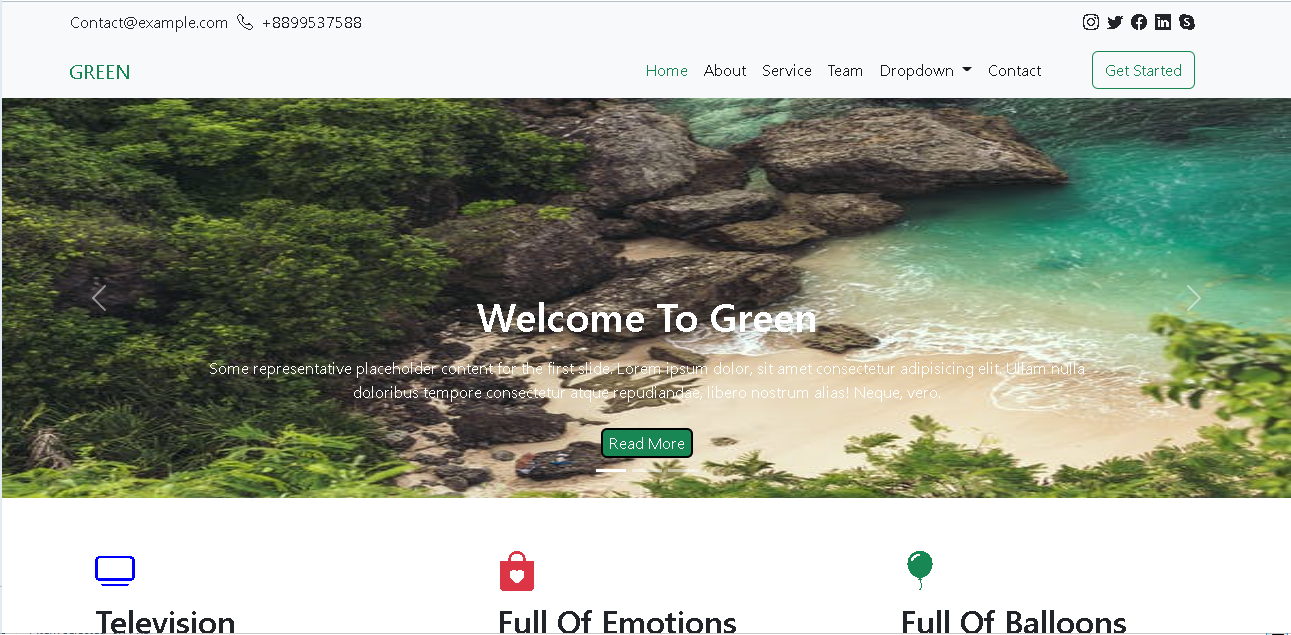 Contact@example.com +8899537588
GREEN
Home About Service Team Dropdown Contact Get Started
Welcome To Green
Some representative placeholder content for the first slide. Lorem ipsum dolor, sit amet consectetur adipisicing elit. Ullam nulla
doloribus tempore consectetur atque repudiandae, libero nostrum alias! Neque, vero.
Read More
Television Full Of Emotions Full Of Balloons